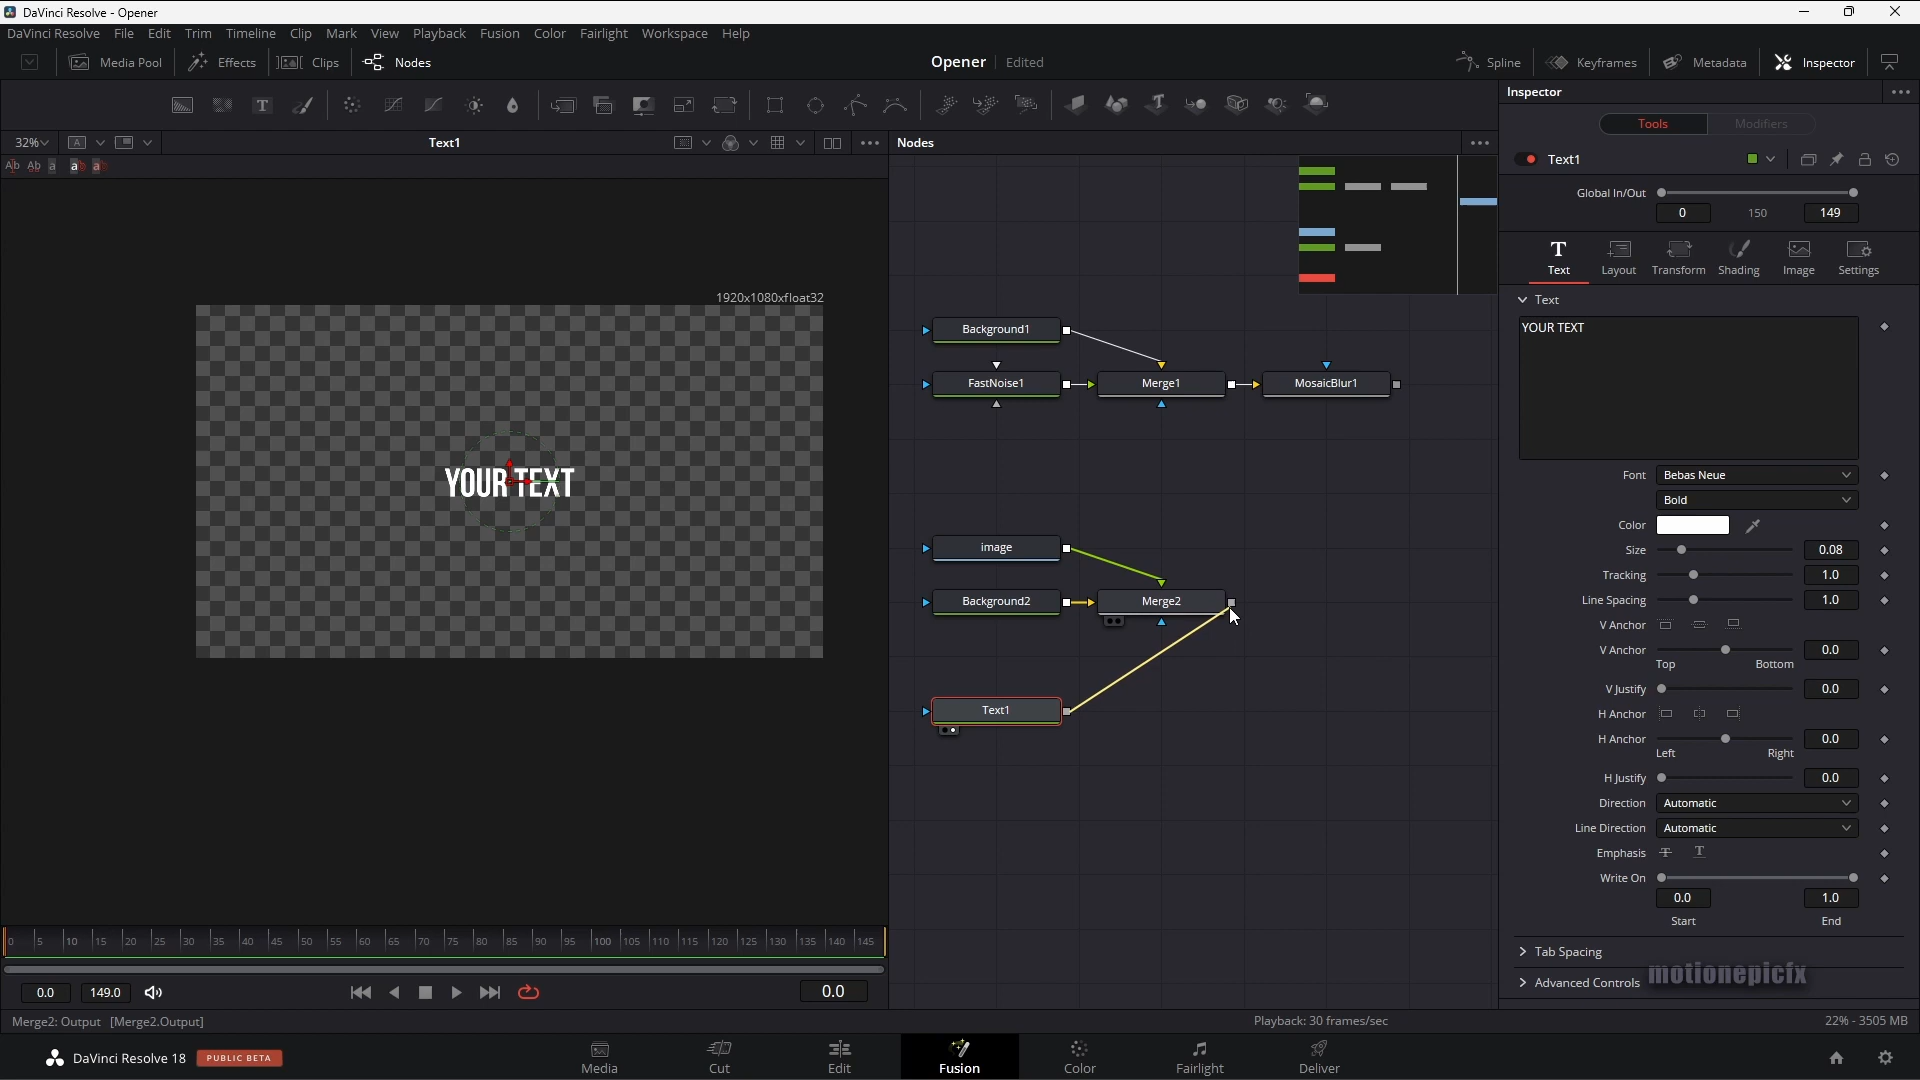 DaVinci Resolve - Opener
DaVinci Resolve File Edit Trim Timeline Clip Mark View Playback Fusion Color Fairlight Workspace Help
Media Pool Effects Clips Nodes Opener Edited Spline Keyframes Metadata Inspector
T T Inspector
32% A Text1 Nodes
Ab Ab a ab a
Tools Modifiers
Text1
Global In/Out
0 150 149
T
Text Layout Transform Shading Image Settings
Text
YOUR TEXT
1920x1080xfloat32
YOUR TEXT
Background1
FastNoise1 Merge1 MosaicBlur1
image
Background2 Merge2
Text1
Font Bebas Neue
Bold
Color
Size 0.08
Tracking 1.0
Line Spacing 1.0
V Anchor
V Anchor 0.0
Top Bottom
V Justify 0.0
H Anchor
H Anchor 0.0
Left Right
H Justify 0.0
Direction Automatic
Line Direction Automatic
Emphasis T T
Write On
0.0 1.0
Start End
Tab Spacing
Advanced Controls
motionepicfx
0 5 10 15 20 25 30 35 40 45 50 55 60 65 70 75 80 85 90 95 100 105 110 115 120 125 130 135 140 145
0.0 149.0 0.0
Merge2: Output [Merge2.Output] Playback: 30 frames/sec 22% - 3505 MB
DaVinci Resolve 18 PUBLIC BETA Media Cut Edit Fusion Color Fairlight Deliver